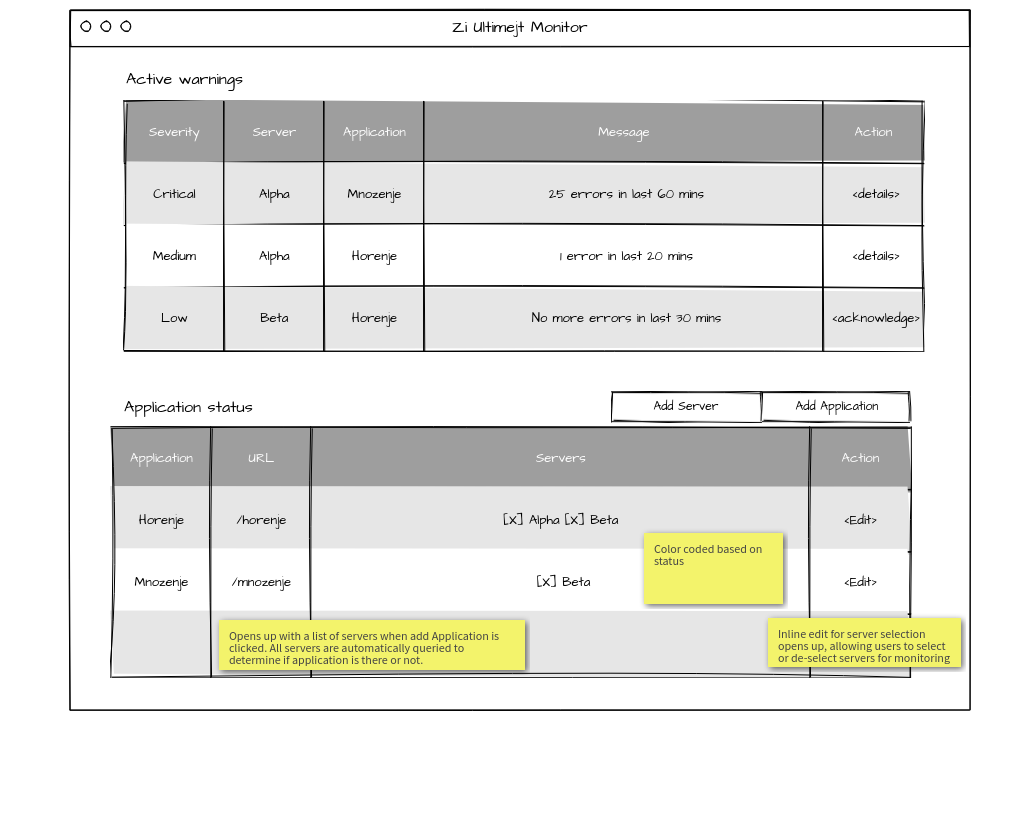 Zi Ultimejt Monitor
Active warnings
Severity Server Application Message Action
Critical Alpha Mnozenje 25 errors in last 60 mins <details>
Medium Alpha Horenje 1 error in last 20 mins <details>
Low Beta Horenje No more errors in last 30 mins <acknowledge>
Application status
Add Server Add Application
Application URL Servers Action
Horenje /horenje [X] Alpha [X] Beta <Edit>
Color coded based on
status
Mnozenje /mnozenje [X] Beta <Edit>
Opens up with a list of servers when add Application is
clicked. All servers are automatically queried to
determine if application is there or not.
Inline edit for server selection
opens up, allowing users to select
or de-select servers for monitoring